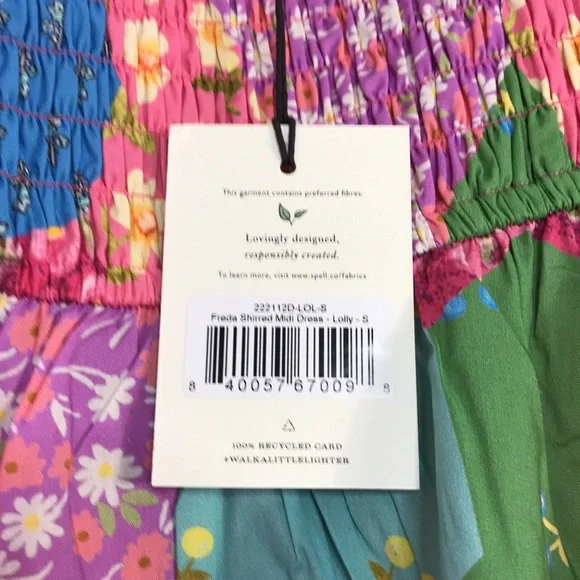 This garment contains preferred fibres.
Lovingly designed,
responsibly created.
To learn more, visit www.spell.co/fabrics
222112D-LOL-S
Freda Shirred Midi Dress - Lolly - S
8 40057 67009 8
100% RECYCLED CARD
#WALKALITTLELIGHTER